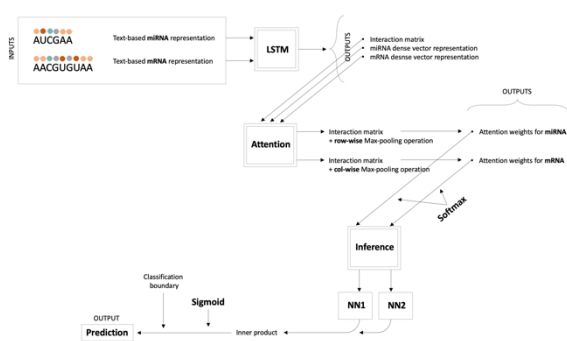 INPUTS
AUCGAA
Text-based miRNA representation
AACGUGUAA
Text-based mRNA representation
LSTM
OUTPUTS
Interaction matrix
miRNA dense vector representation
mRNA desnse vector representation
OUTPUTS
Attention
Interaction matrix
+ row-wise Max-pooling operation
Attention weights for miRNA
Interaction matrix
+ col-wise Max-pooling operation
Attention weights for mRNA
Softmax
Inference
NN1
NN2
Classification
boundary
Sigmoid
OUTPUT
Prediction
Inner product